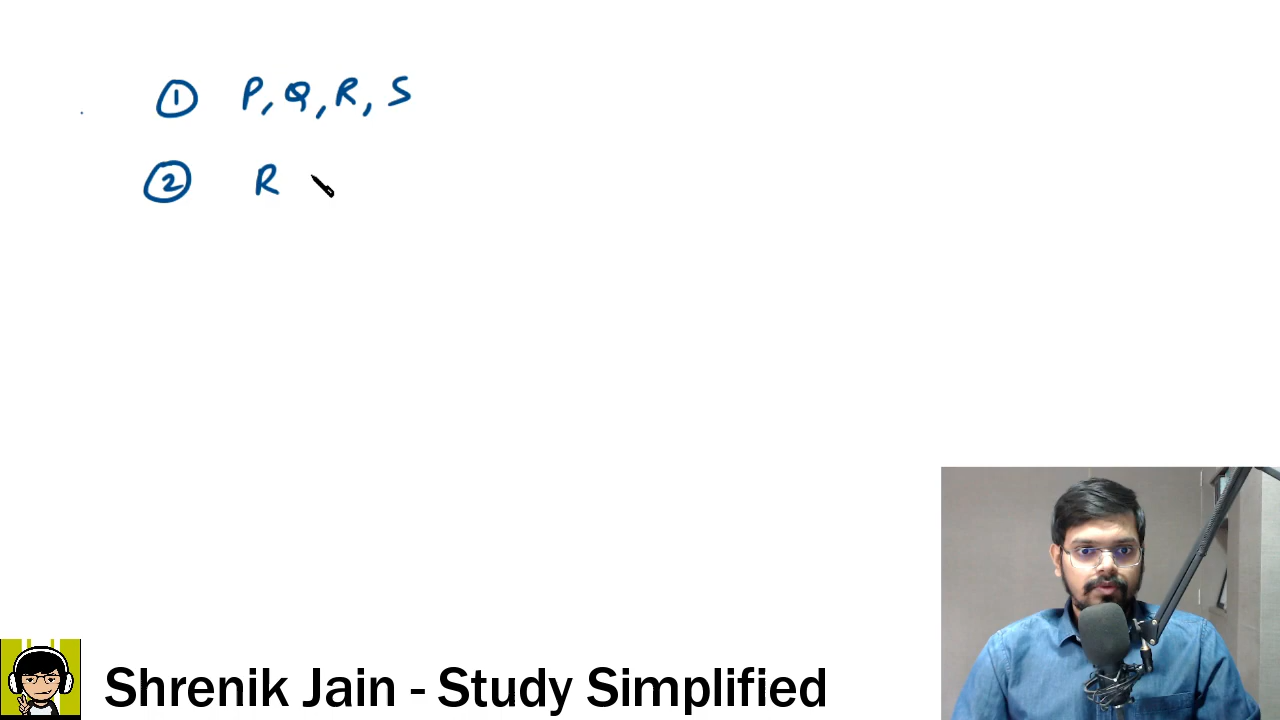 ① P, Q, R, S
② R
Shrenik Jain - Study Simplified